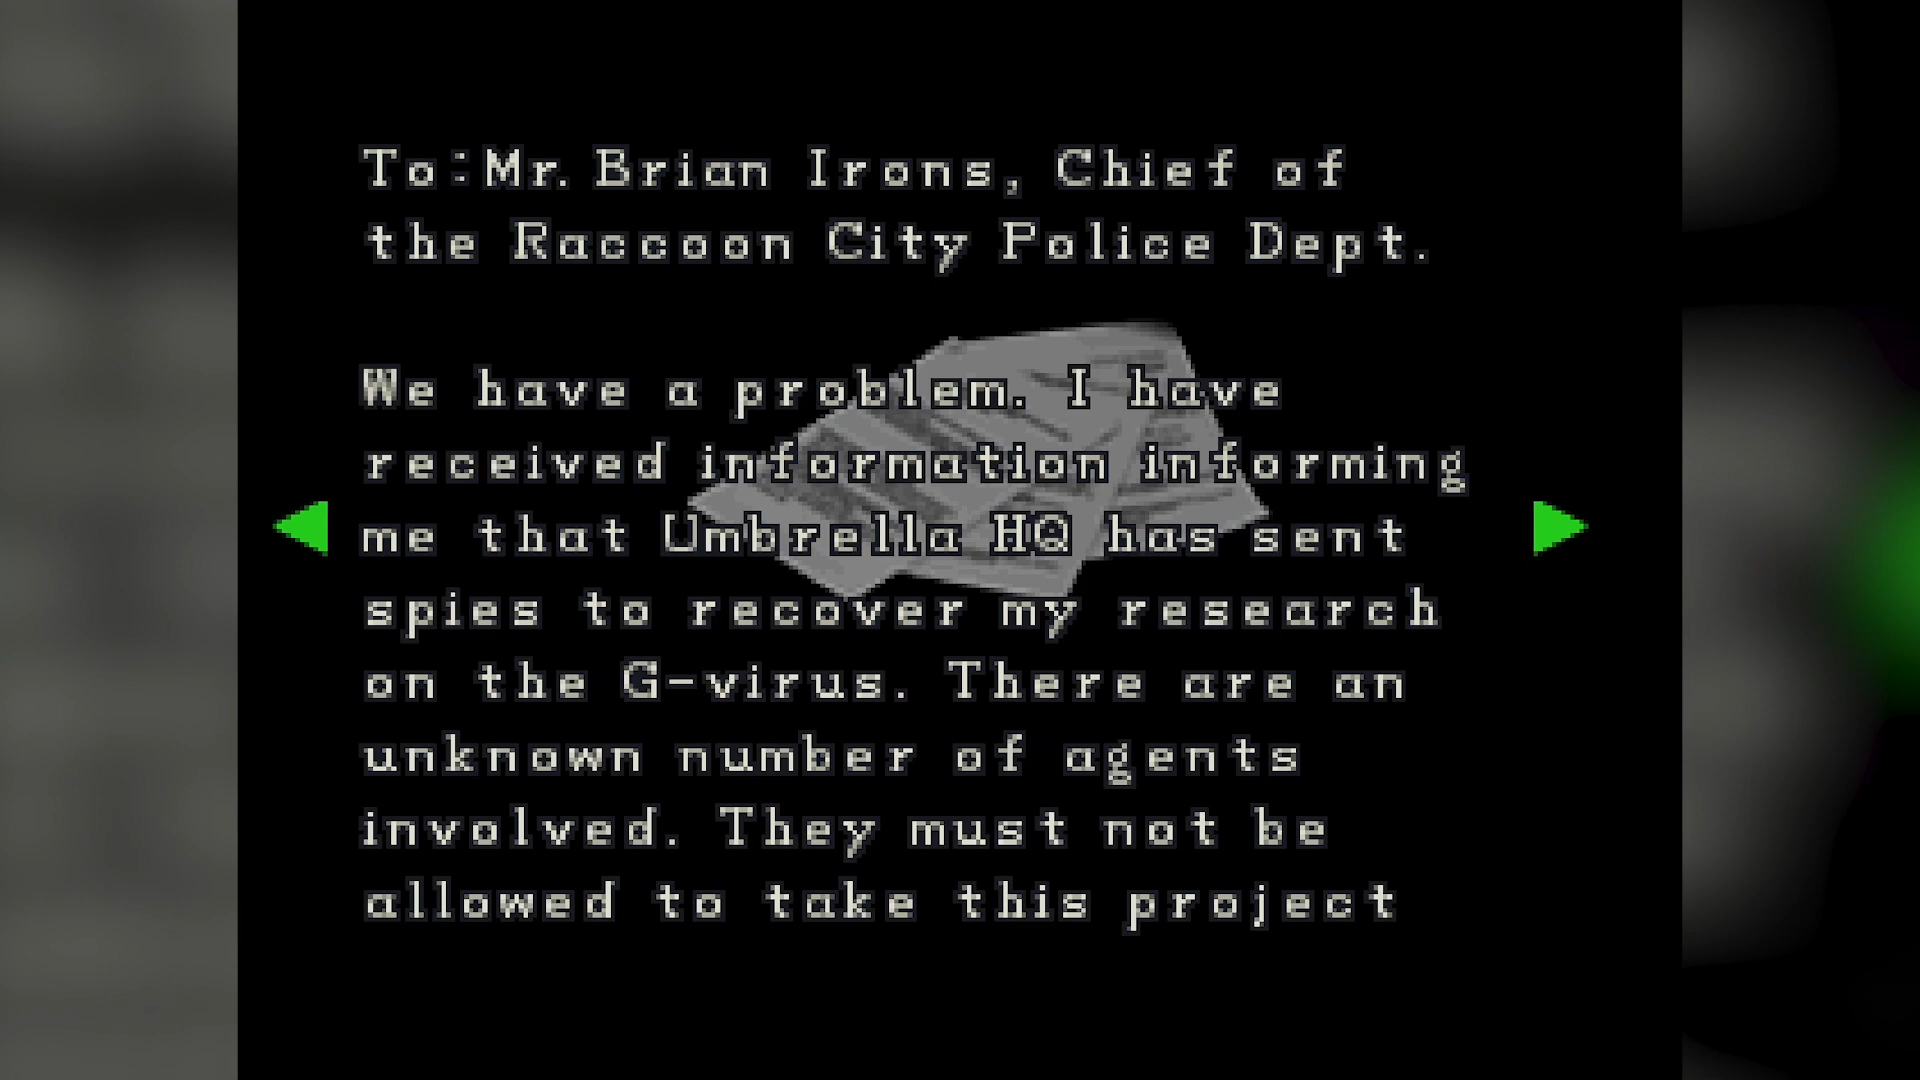 To:Mr. Brian Irons, Chief of
the Raccoon City Police Dept.
We have a problem. I have
received information informing
me that Umbrella HQ has sent
spies to recover my research
on the G-virus. There are an
unknown number of agents
involved. They must not be
allowed to take this project